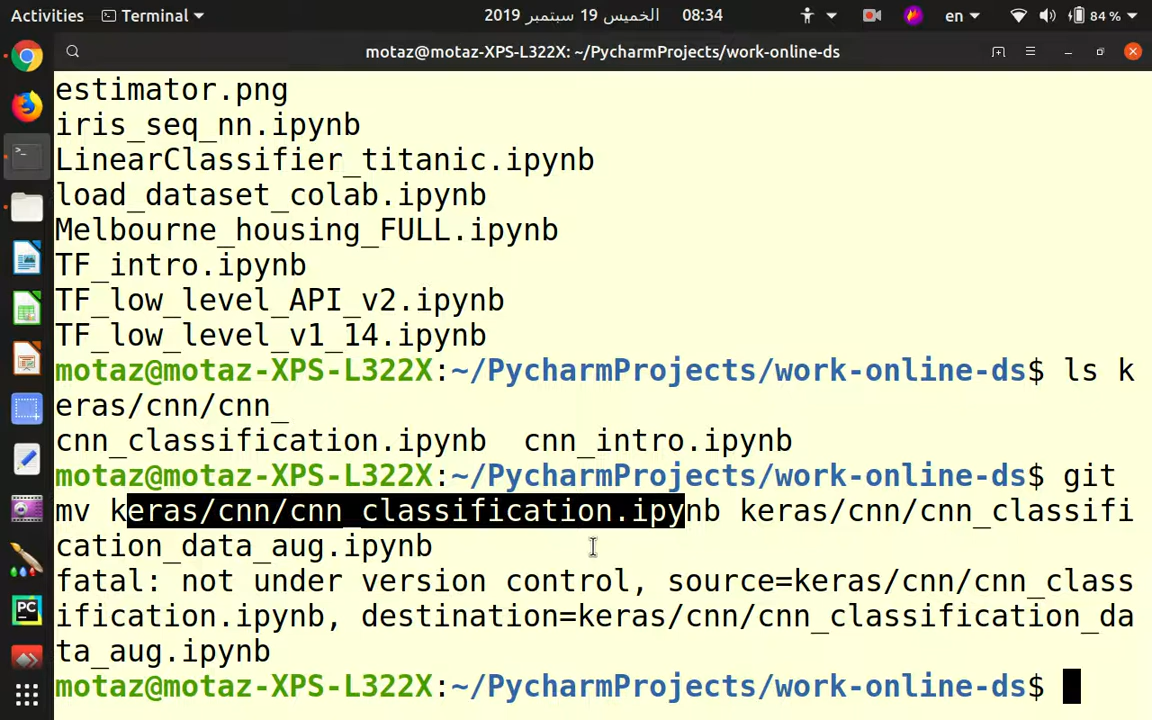 Activities Terminal 2019 الخميس 19 سبتمبر 08:34 en 84 %
motaz@motaz-XPS-L322X: ~/PycharmProjects/work-online-ds
estimator.png
iris_seq_nn.ipynb
LinearClassifier_titanic.ipynb
load_dataset_colab.ipynb
Melbourne_housing_FULL.ipynb
TF_intro.ipynb
TF_low_level_API_v2.ipynb
TF_low_level_v1_14.ipynb
motaz@motaz-XPS-L322X:~/PycharmProjects/work-online-ds$ ls k
eras/cnn/cnn_
cnn_classification.ipynb  cnn_intro.ipynb
motaz@motaz-XPS-L322X:~/PycharmProjects/work-online-ds$ git
mv keras/cnn/cnn_classification.ipynb keras/cnn/cnn_classifi
cation_data_aug.ipynb
fatal: not under version control, source=keras/cnn/cnn_class
ification.ipynb, destination=keras/cnn/cnn_classification_da
ta_aug.ipynb
motaz@motaz-XPS-L322X:~/PycharmProjects/work-online-ds$
PC